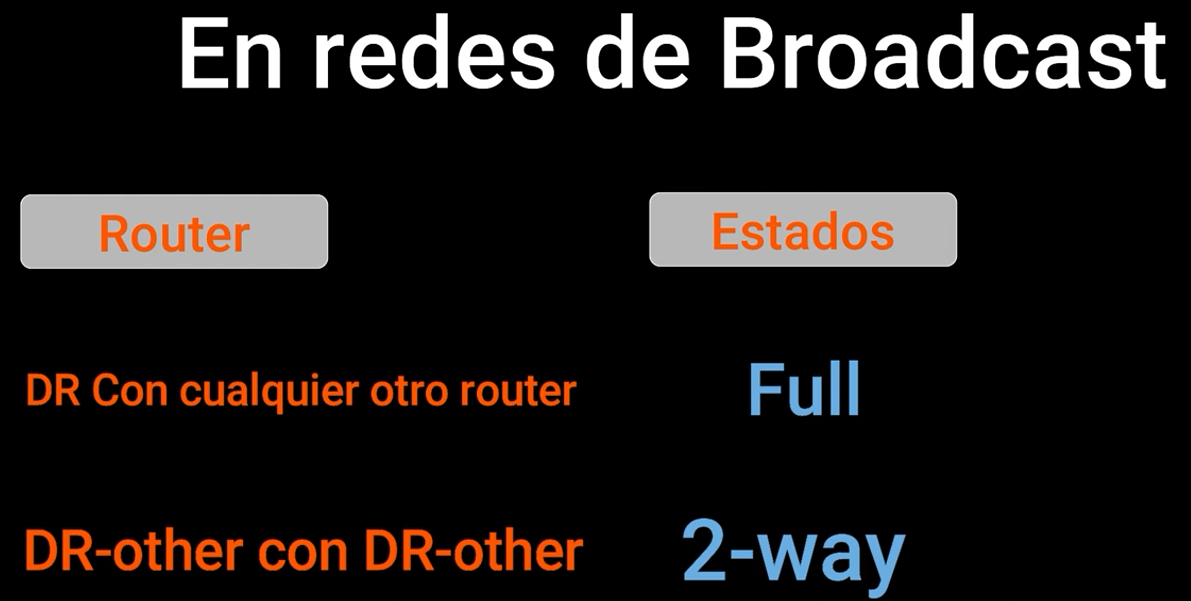 En redes de Broadcast
Router
Estados
DR Con cualquier otro router
Full
DR-other con DR-other
2-way